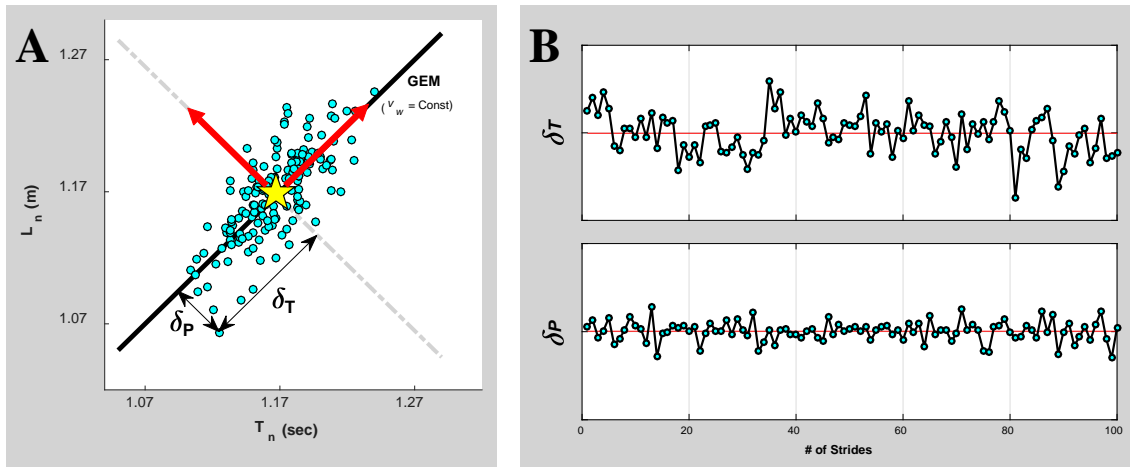 A
1.27
1.17
1.07
L n (m)
GEM
( v w = Const)
δP
δT
1.07
1.17
1.27
T n (sec)
B
δT
δP
0
20
40
60
80
100
# of Strides